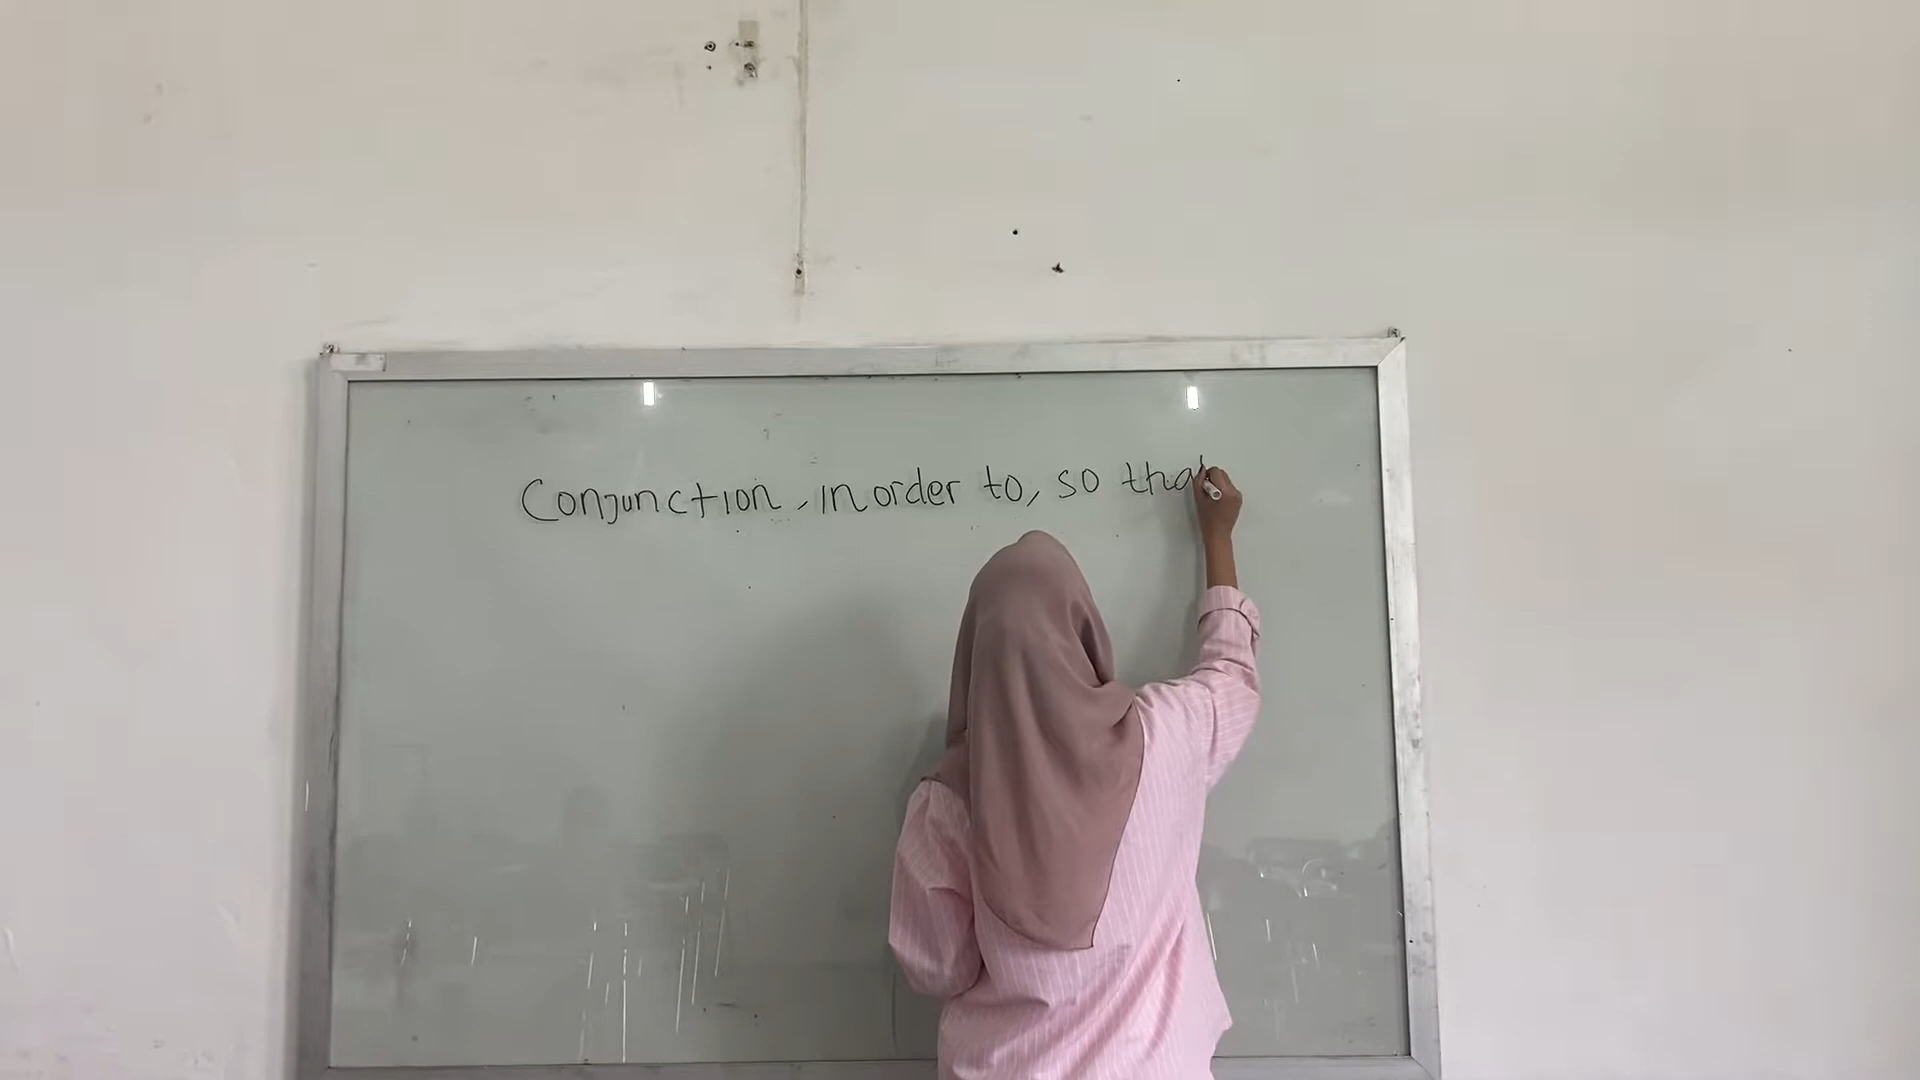 Conjunction, in order to, so that